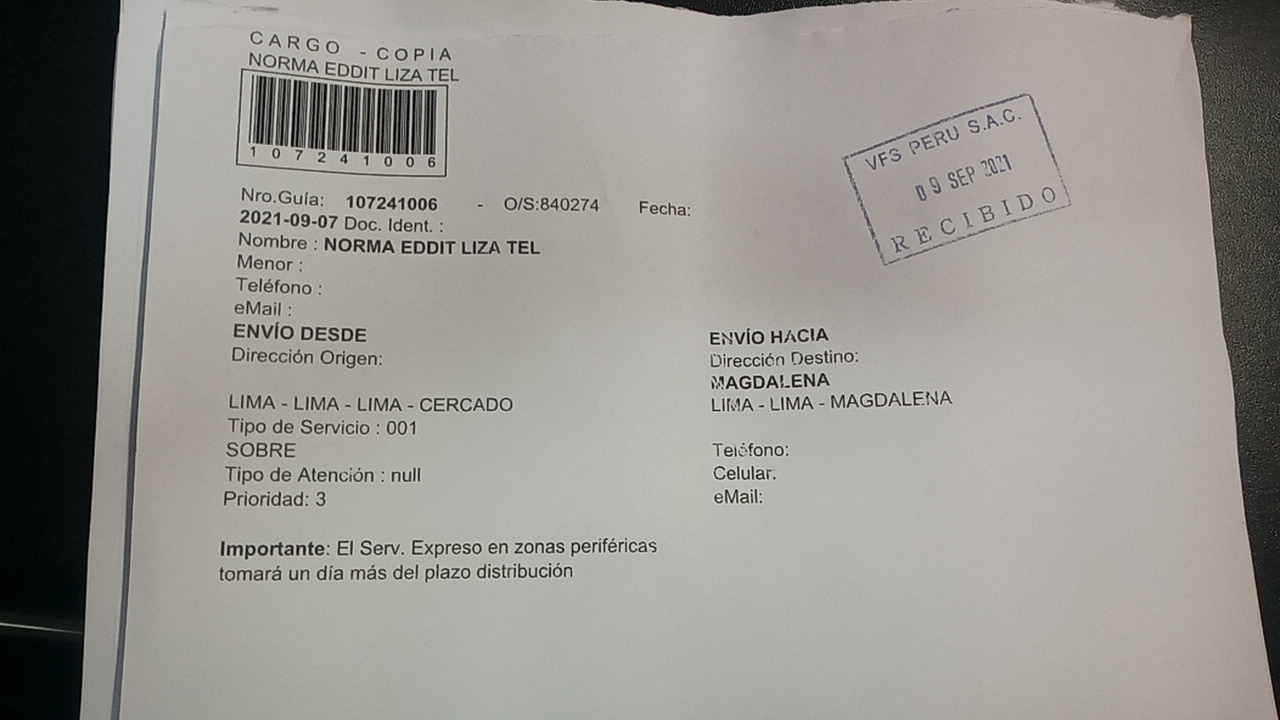 CARGO - COPIA
NORMA EDDIT LIZA TEL
107241006
VFS PERU S.A.C.
09 SEP 2021
RECIBIDO
Nro.Guía: 107241006 - O/S:840274 Fecha:
2021-09-07 Doc. Ident. :
Nombre : NORMA EDDIT LIZA TEL
Menor :
Teléfono :
eMail :
ENVÍO DESDE
Dirección Origen:
LIMA - LIMA - LIMA - CERCADO
Tipo de Servicio : 001
SOBRE
Tipo de Atención : null
Prioridad: 3
ENVÍO HACIA
Dirección Destino:
MAGDALENA
LIMA - LIMA - MAGDALENA
Teléfono:
Celular:
eMail:
Importante: El Serv. Expreso en zonas periféricas
tomará un día más del plazo distribución